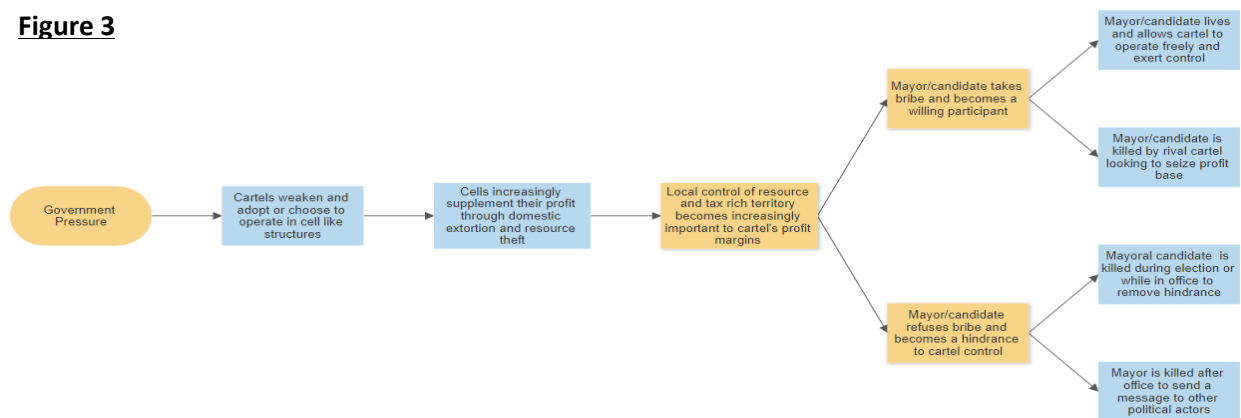 Figure 3
Government
Pressure
Cartels weaken and
adopt or choose to
operate in cell like
structures
Cells increasingly
supplement their profit
through domestic
extortion and resource
theft
Local control of resource
and tax rich territory
becomes increasingly
important to cartel's profit
margins
Mayor/candidate takes
bribe and becomes a
willing participant
Mayor/candidate lives
and allows cartel to
operate freely and
exert control
Mayor/candidate is
killed by rival cartel
looking to seize profit
base
Mayor/candidate
refuses bribe and
becomes a hindrance
to cartel control
Mayoral candidate is
killed during election or
while in office to
remove hindrance
Mayor is killed after
office to send a
message to other
political actors